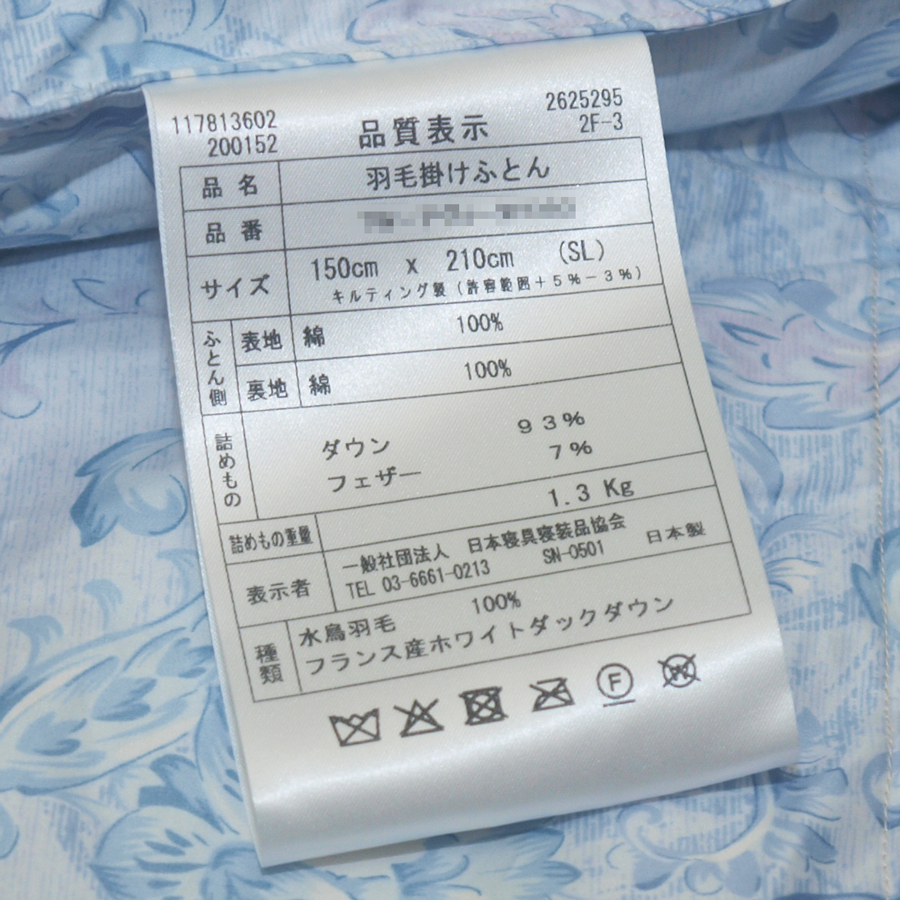 117813602
200152
品質表示
2625295
2F-3
品名 羽毛掛けふとん
品番
サイズ 150cm x 210cm (SL)
キルティング製(許容範囲+5%-3%)
ふとん側 表地 綿 100%
裏地 綿 100%
詰めもの ダウン 93%
フェザー 7%
詰めもの重量 1.3 Kg
表示者 一般社団法人 日本寝具寝装品協会
TEL 03-6661-0213 SN-0501 日本製
種類 水鳥羽毛 100%
フランス産ホワイトダックダウン
F
W